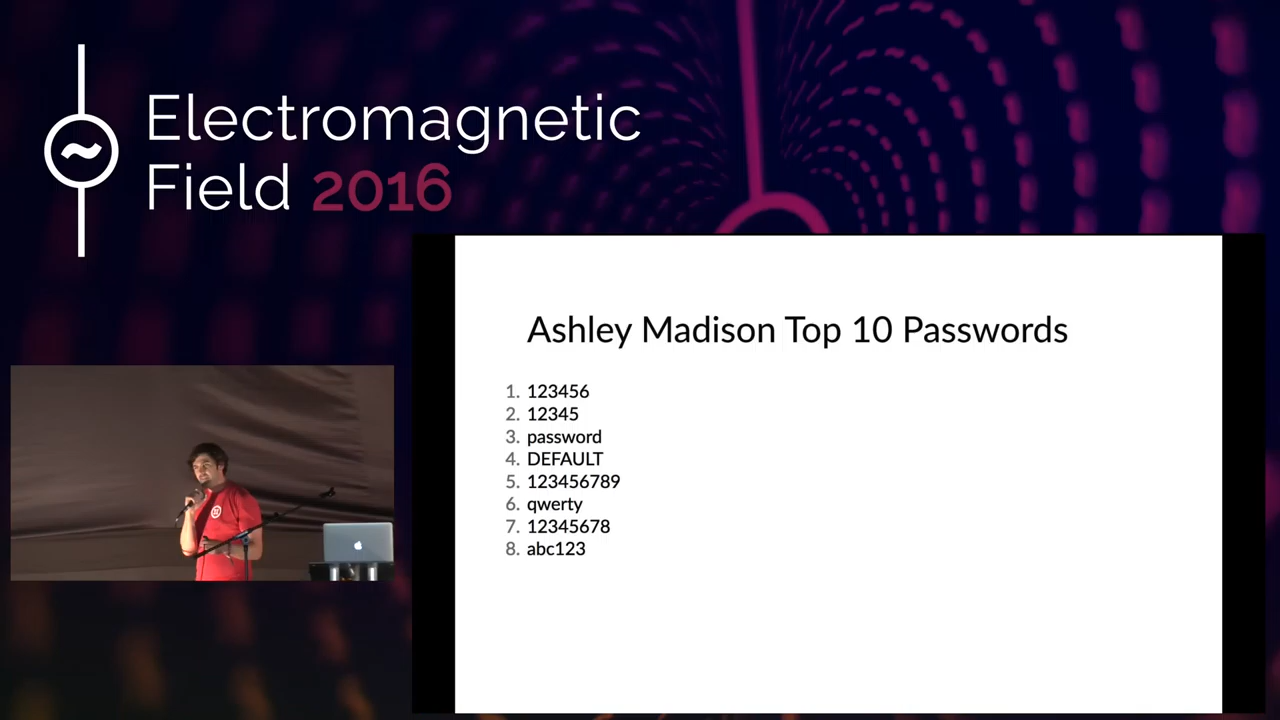 Electromagnetic
Field 2016
Ashley Madison Top 10 Passwords
1. 123456
2. 12345
3. password
4. DEFAULT
5. 123456789
6. qwerty
7. 12345678
8. abc123